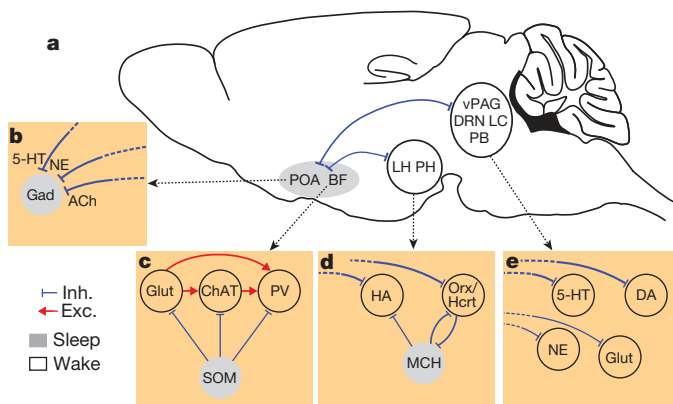 a
vPAG
DRN LC
PB
POA BF
LH PH
b
5-HT NE
Gad
ACh
Inh.
Exc.
Sleep
Wake
c
Glut
ChAT
PV
SOM
d
HA
Orx/
Hcrt
MCH
e
5-HT
DA
NE
Glut